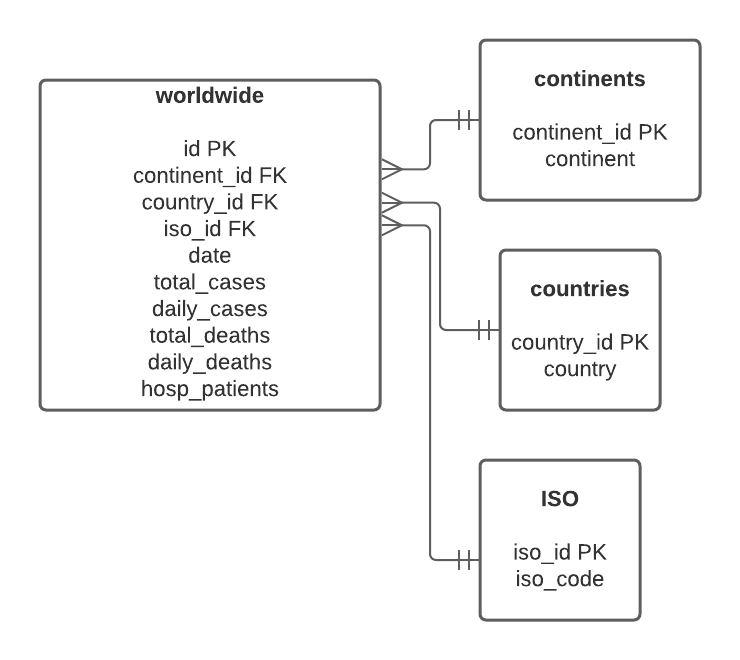 worldwide
id PK
continent_id FK
country_id FK
iso_id FK
date
total_cases
daily_cases
total_deaths
daily_deaths
hosp_patients
continents
continent_id PK
continent
countries
country_id PK
country
ISO
iso_id PK
iso_code